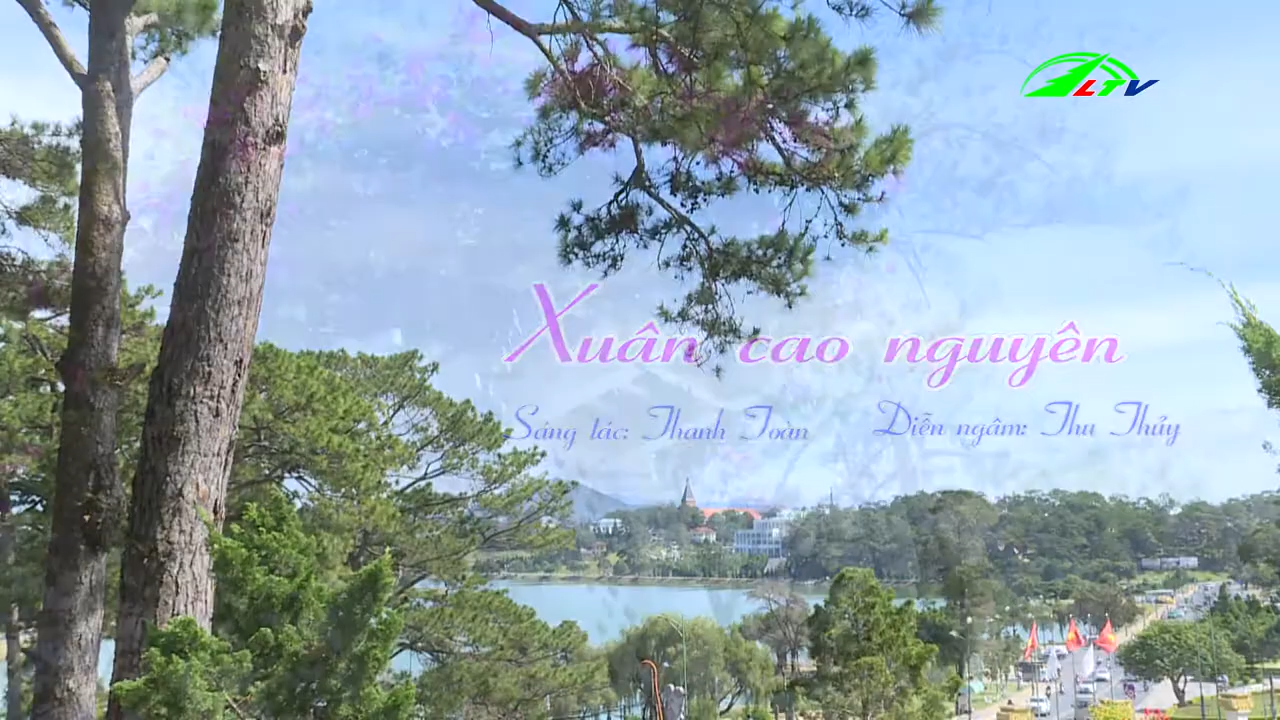 LTV
Xuân cao nguyên
Sáng tác: Thanh Toàn Diễn ngâm: Thu Thủy